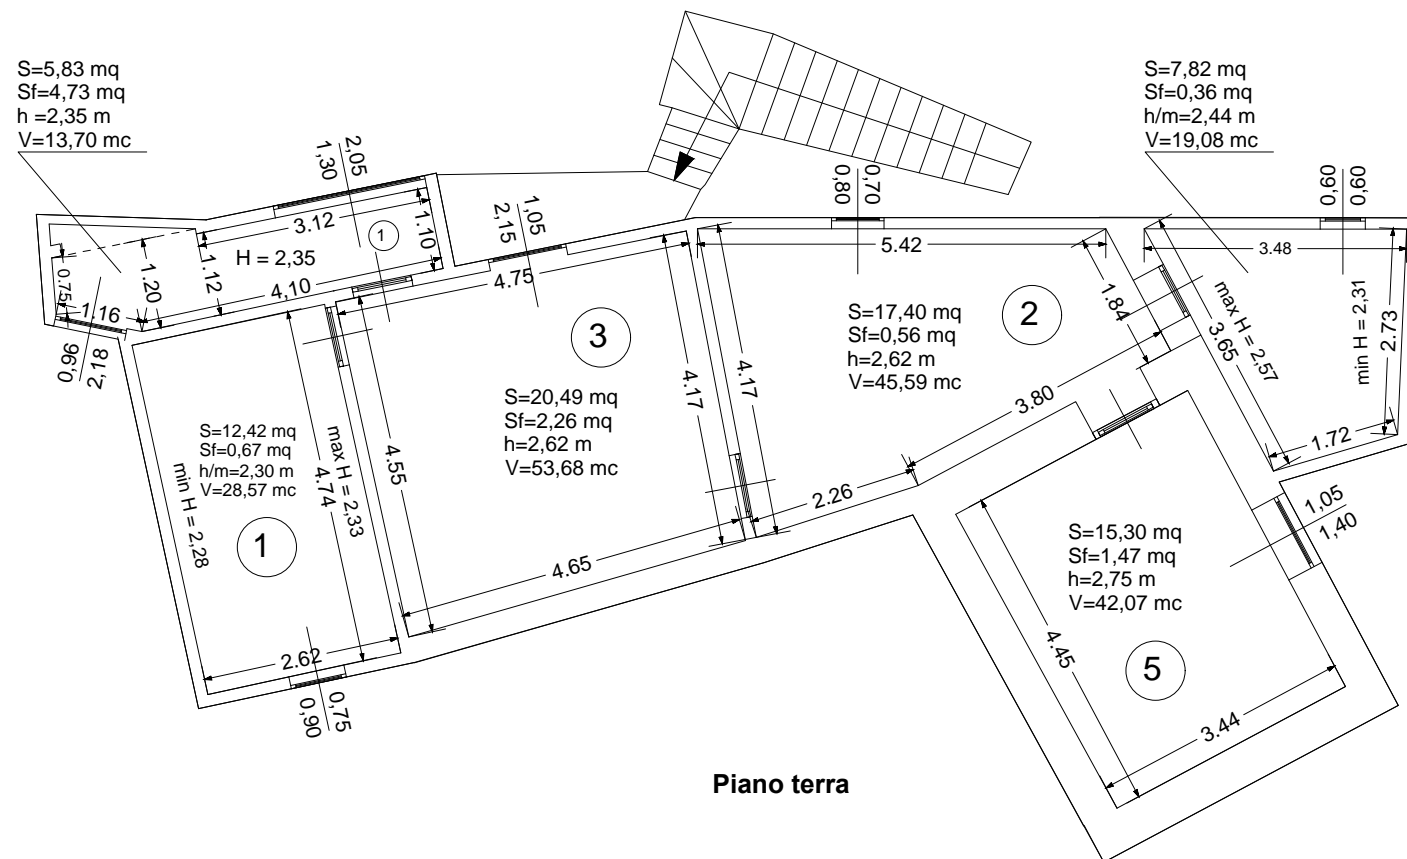 S=5,83 mq
Sf=4,73 mq
h =2,35 m
V=13,70 mc
S=7,82 mq
Sf=0,36 mq
h/m=2,44 m
V=19,08 mc
2,05
1,30
3.12
1
1.10
H = 2,35
1.12
1.20
0.75
1.16
4,10
0,96
2,18
1,05
2,15
4.75
0,70
0,80
5.42
0,60
0,60
3.48
3
S=20,49 mq
Sf=2,26 mq
h=2,62 m
V=53,68 mc
4.17
4.17
4.55
4.65
2
S=17,40 mq
Sf=0,56 mq
h=2,62 m
V=45,59 mc
1.84
3.80
2.26
max H = 2,57
3.65
min H = 2,31
2.73
1.72
S=12,42 mq
Sf=0,67 mq
h/m=2,30 m
V=28,57 mc
min H = 2,28
max H = 2,33
4.74
1
2.62
0,75
0,90
S=15,30 mq
Sf=1,47 mq
h=2,75 m
V=42,07 mc
1,05
1,40
4.45
5
3.44
Piano terra